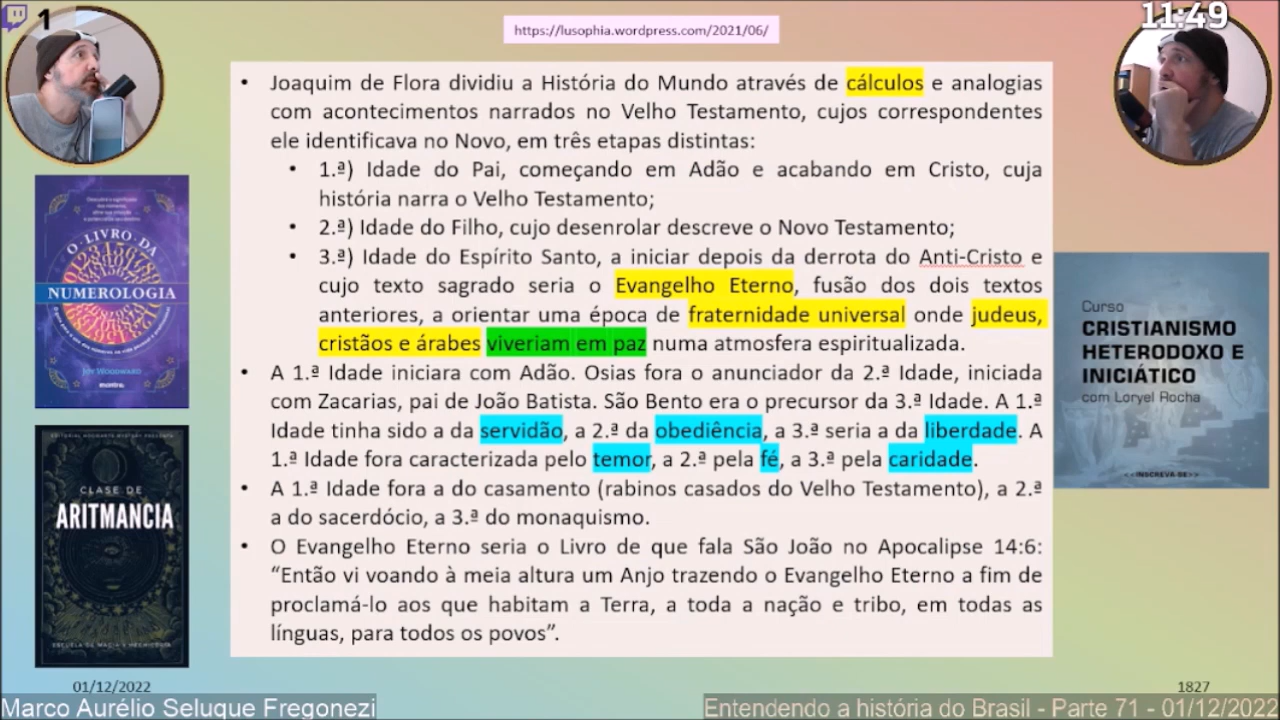 1
11:49
https://lusophia.wordpress.com/2021/06/
• Joaquim de Flora dividiu a História do Mundo através de cálculos e analogias
com acontecimentos narrados no Velho Testamento, cujos correspondentes
ele identificava no Novo, em três etapas distintas:
• 1.ª) Idade do Pai, começando em Adão e acabando em Cristo, cuja
história narra o Velho Testamento;
• 2.ª) Idade do Filho, cujo desenrolar descreve o Novo Testamento;
• 3.ª) Idade do Espírito Santo, a iniciar depois da derrota do Anti-Cristo e
cujo texto sagrado seria o Evangelho Eterno, fusão dos dois textos
anteriores, a orientar uma época de fraternidade universal onde judeus,
cristãos e árabes viveriam em paz numa atmosfera espiritualizada.
• A 1.ª Idade iniciara com Adão. Osias fora o anunciador da 2.ª Idade, iniciada
com Zacarias, pai de João Batista. São Bento era o precursor da 3.ª Idade. A 1.ª
Idade tinha sido a da servidão, a 2.ª da obediência, a 3.ª seria a da liberdade. A
1.ª Idade fora caracterizada pelo temor, a 2.ª pela fé, a 3.ª pela caridade.
• A 1.ª Idade fora a do casamento (rabinos casados do Velho Testamento), a 2.ª
a do sacerdócio, a 3.ª do monaquismo.
• O Evangelho Eterno seria o Livro de que fala São João no Apocalipse 14:6:
“Então vi voando à meia altura um Anjo trazendo o Evangelho Eterno a fim de
proclamá-lo aos que habitam a Terra, a toda a nação e tribo, em todas as
línguas, para todos os povos”.
O LIVRO DA
NUMEROLOGIA
JOY WOODWARD
CLASE DE
ARITMANCIA
Curso
CRISTIANISMO
HETERODOXO E
INICIÁTICO
com Loryel Rocha
<<INSCREVA SE>>
01/12/2022
1827
Marco Aurélio Seluque Fregonezi
Entendendo a história do Brasil - Parte 71 - 01/12/2022